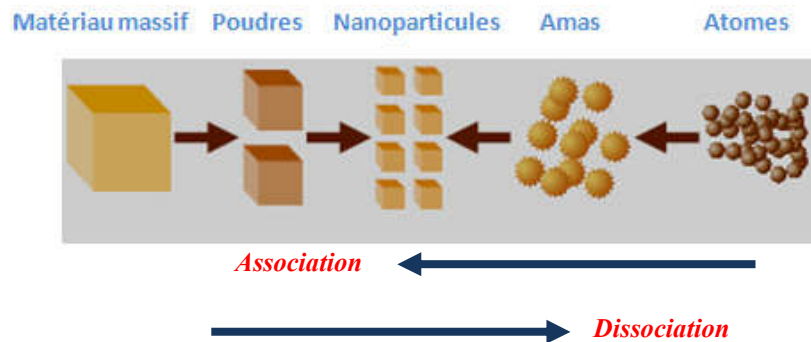 Matériau massif Poudres Nanoparticules Amas Atomes
Association
Dissociation